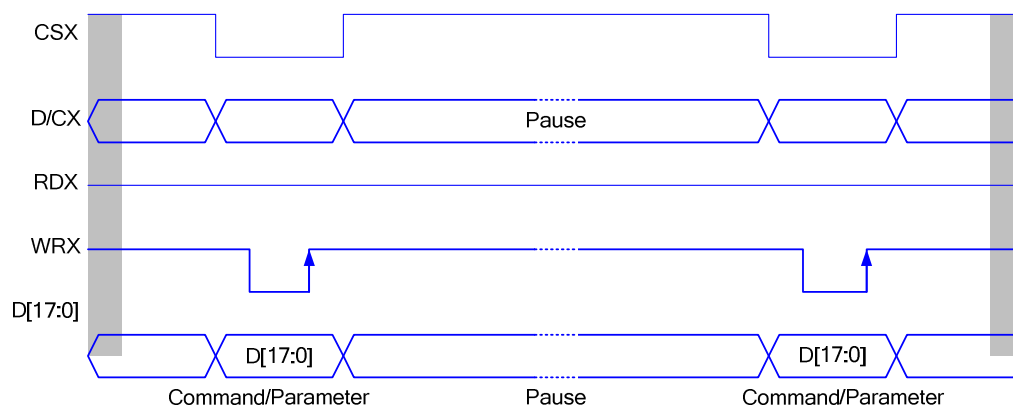 CSX
D/CX
Pause
RDX
WRX
D[17:0]
D[17:0]
D[17:0]
Command/Parameter
Pause
Command/Parameter